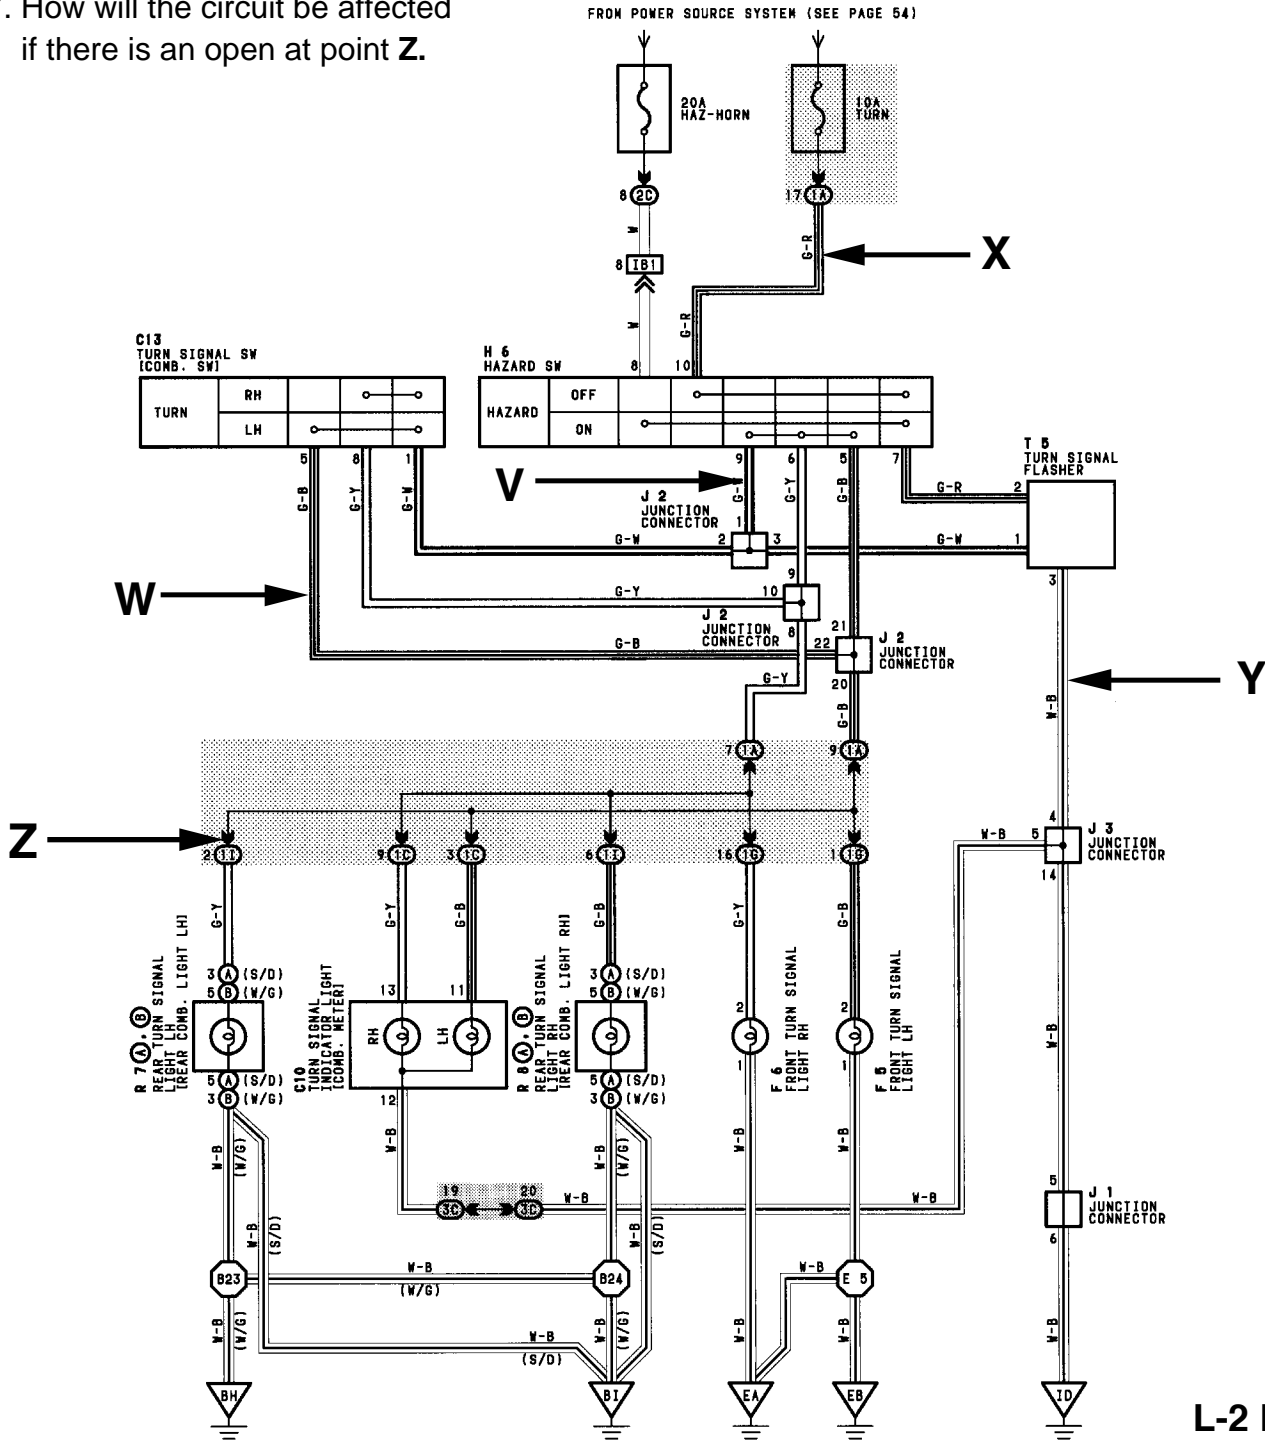 . How will the circuit be affected
if there is an open at point Z.
FROM POWER SOURCE SYSTEM (SEE PAGE 54)
20A
HAZ-HORN
10A
TURN
8 2C
17 1A
W
G-R
X
8 IB1
W
G-R
C13
TURN SIGNAL SW
[COMB. SW]
H 6
HAZARD SW
8
10
TURN
RH
LH
HAZARD
OFF
ON
5
8
1
9
6
5
7
T 5
TURN SIGNAL
FLASHER
G-B
G-Y
G-W
V
G-
G-Y
G-B
G-R
2
J 2
JUNCTION
CONNECTOR
1
G-W
2
3
G-W
1
3
W
9
G-Y
10
J 2
JUNCTION
CONNECTOR
8
21
G-B
22
J 2
JUNCTION
CONNECTOR
20
G-Y
G-B
Y
W-B
7 1A
9 1A
Z
2 1I
9 1C
3 1C
6 1I
16 1G
1 1G
4
W-B
5
J 3
JUNCTION
CONNECTOR
14
G-Y
G-Y
G-B
G-B
G-Y
G-B
3 A (S/D)
5 B (W/G)
3 A (S/D)
5 B (W/G)
R 7 A, B
REAR TURN SIGNAL
LIGHT LH
[REAR COMB. LIGHT LH]
13
11
RH
LH
C10
TURN SIGNAL
INDICATOR LIGHT
[COMB. METER]
R 8 A, B
REAR TURN SIGNAL
LIGHT RH
[REAR COMB. LIGHT RH]
2
1
F 6
FRONT TURN SIGNAL
LIGHT RH
2
1
F 5
FRONT TURN SIGNAL
LIGHT LH
W-B
5 A (S/D)
3 B (W/G)
12
5 A (S/D)
3 B (W/G)
W-B
(W/G)
W-B
W-B
(W/G)
W-B
W-B
19
3C
20
3C
W-B
W-B
5
J 1
JUNCTION
CONNECTOR
6
W-B
(S/D)
W-B
(S/D)
B23
W-B
(W/G)
B24
W-B
E 5
W-B
(W/G)
W-B
(S/D)
W-B
(W/G)
W-B
W-B
W-B
BH
BI
EA
EB
ID
L-2